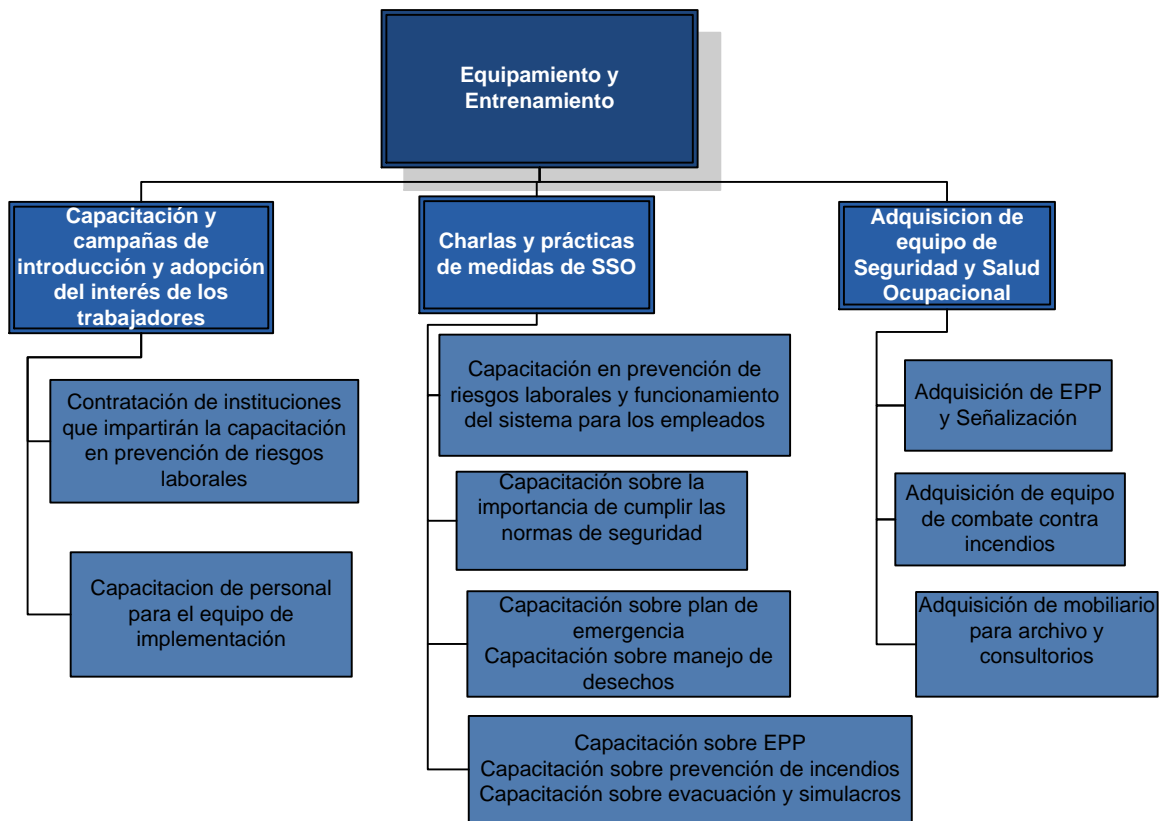 Equipamiento y
Entrenamiento
Capacitación y
campañas de
introducción y adopción
del interés de los
trabajadores
Contratación de instituciones
que impartirán la capacitación
en prevención de riesgos
laborales
Capacitacion de personal
para el equipo de
implementación
Charlas y prácticas
de medidas de SSO
Capacitación en prevención de
riesgos laborales y funcionamiento
del sistema para los empleados
Capacitación sobre la
importancia de cumplir las
normas de seguridad
Capacitación sobre plan de
emergencia
Capacitación sobre manejo de
desechos
Capacitación sobre EPP
Capacitación sobre prevención de incendios
Capacitación sobre evacuación y simulacros
Adquisicion de
equipo de
Seguridad y Salud
Ocupacional
Adquisición de EPP
y Señalización
Adquisición de equipo
de combate contra
incendios
Adquisición de mobiliario
para archivo y
consultorios